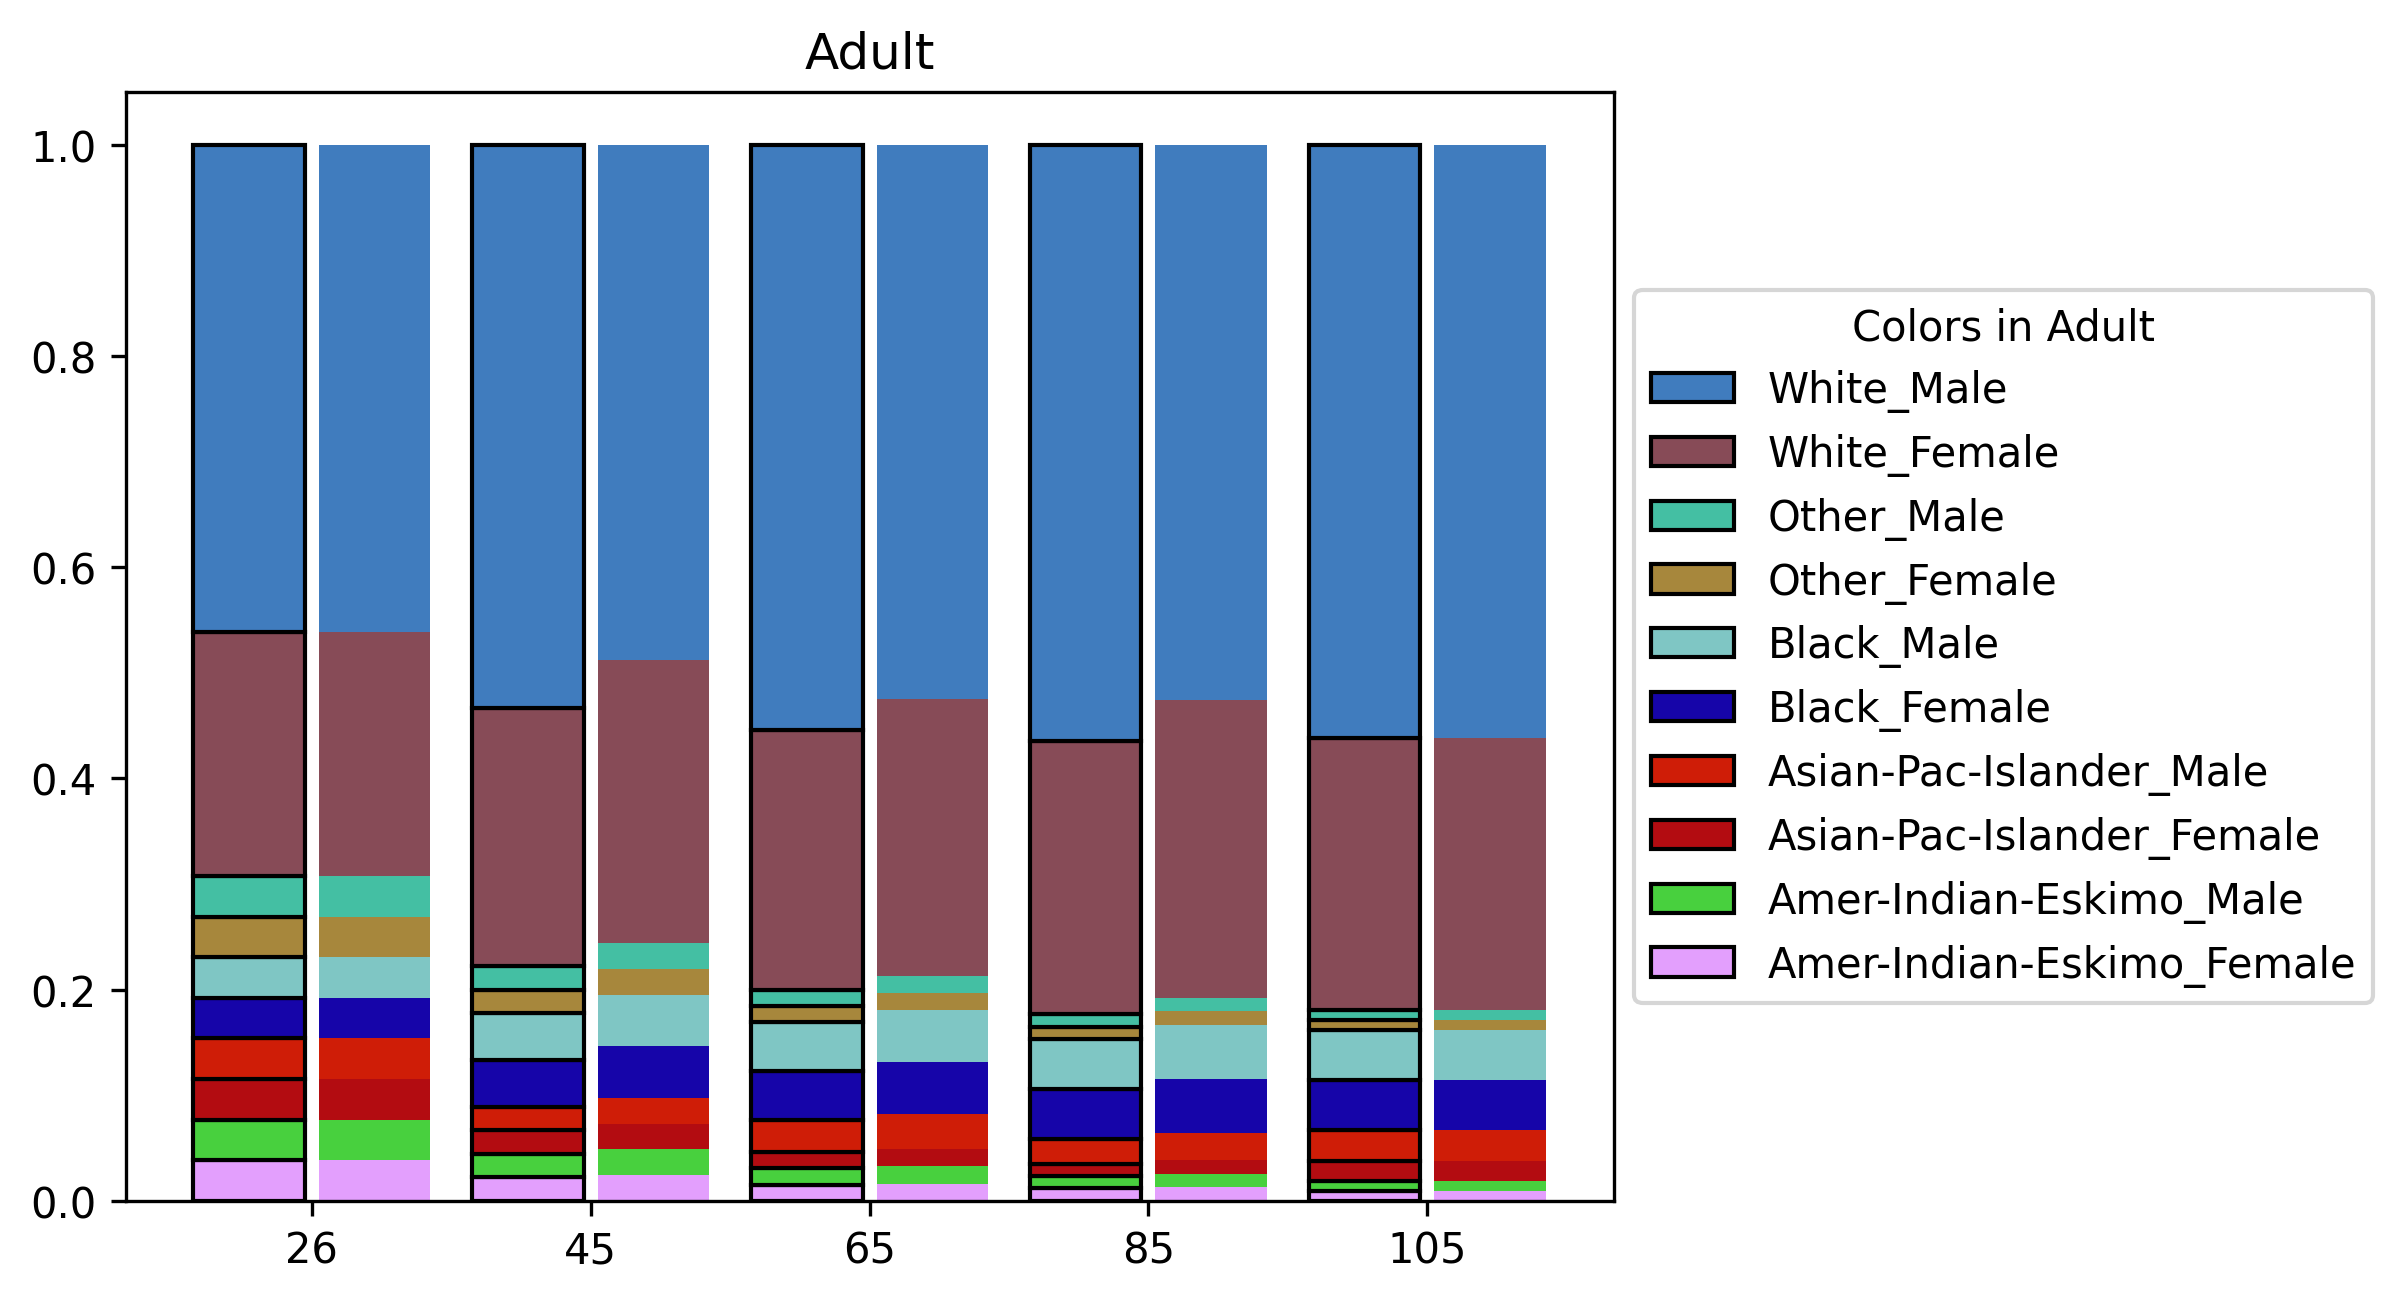 Adult
1.0
0.8
0.6
0.4
0.2
0.0
26
45
65
85
105
Colors in Adult
White_Male
White_Female
Other_Male
Other_Female
Black_Male
Black_Female
Asian-Pac-Islander_Male
Asian-Pac-Islander_Female
Amer-Indian-Eskimo_Male
Amer-Indian-Eskimo_Female